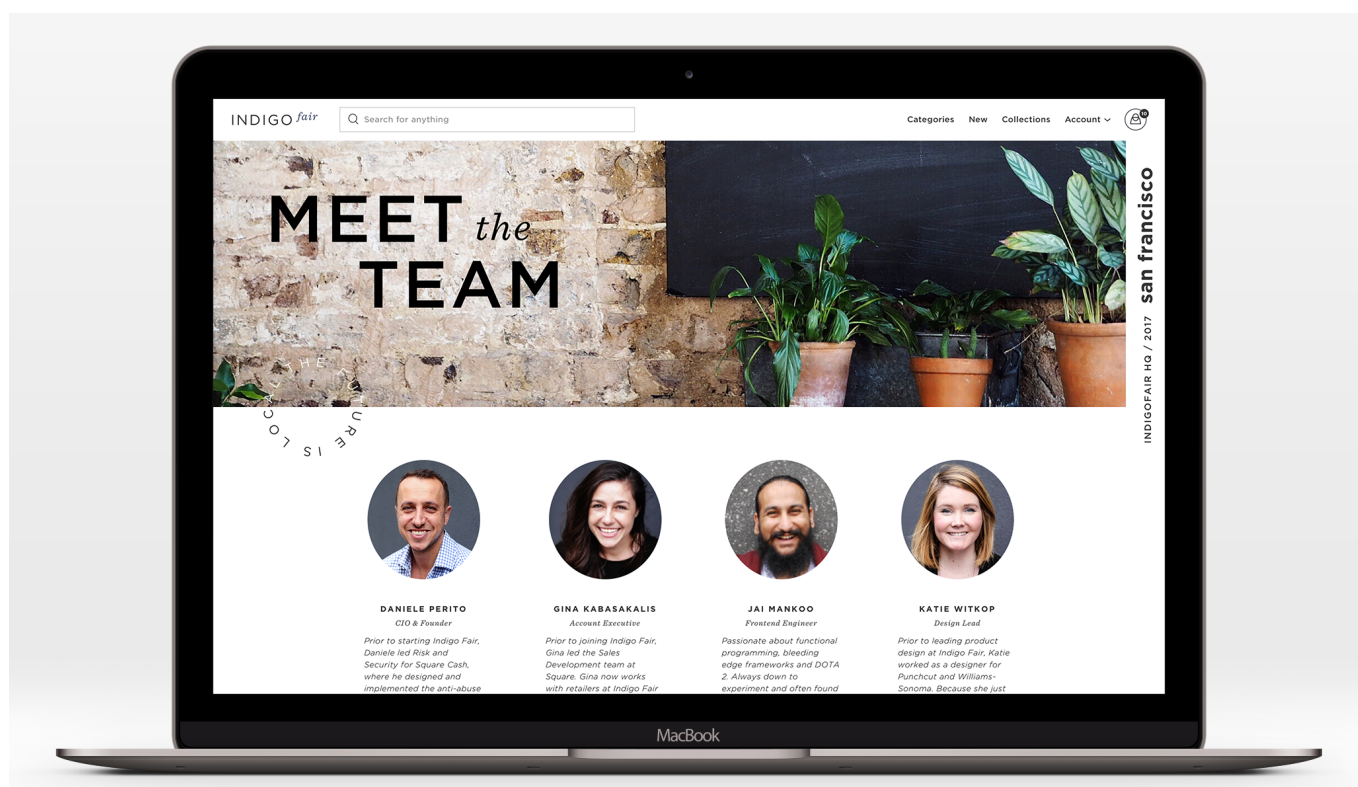 INDIGO fair
Search for anything
Categories New Collections Account 10
MEET the
TEAM
THE FUTURE IS LOCAL
INDIGOFAIR HQ / 2017 san francisco
DANIELE PERITO
CIO & Founder
Prior to starting Indigo Fair,
Daniele led Risk and
Security for Square Cash,
where he designed and
implemented the anti-abuse
GINA KABASAKALIS
Account Executive
Prior to joining Indigo Fair,
Gina led the Sales
Development team at
Square. Gina now works
with retailers at Indigo Fair
JAI MANKOO
Frontend Engineer
Passionate about functional
programming, bleeding
edge frameworks and DOTA
2. Always down to
experiment and often found
KATIE WITKOP
Design Lead
Prior to leading product
design at Indigo Fair, Katie
worked as a designer for
Punchcut and Williams-
Sonoma. Because she just
MacBook